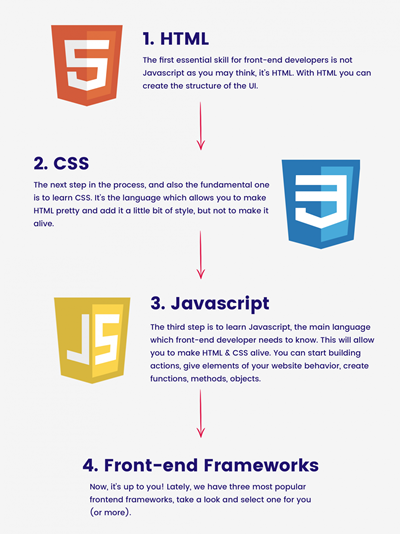 1. HTML
The first essential skill for front-end developers is not
Javascript as you may think, it's HTML. With HTML you can
create the structure of the UI.
2. CSS
The next step in the process, and also the fundamental one
is to learn CSS. It's the language which allows you to make
HTML pretty and add it a little bit of style, but not to make it
alive.
JS
3. Javascript
The third step is to learn Javascript, the main language
which front-end developer needs to know. This will allow
you to make HTML & CSS alive. You can start building
actions, give elements of your website behavior, create
functions, methods, objects.
4. Front-end Frameworks
Now, it's up to you! Lately, we have three most popular
frontend frameworks, take a look and select one for you
(or more).